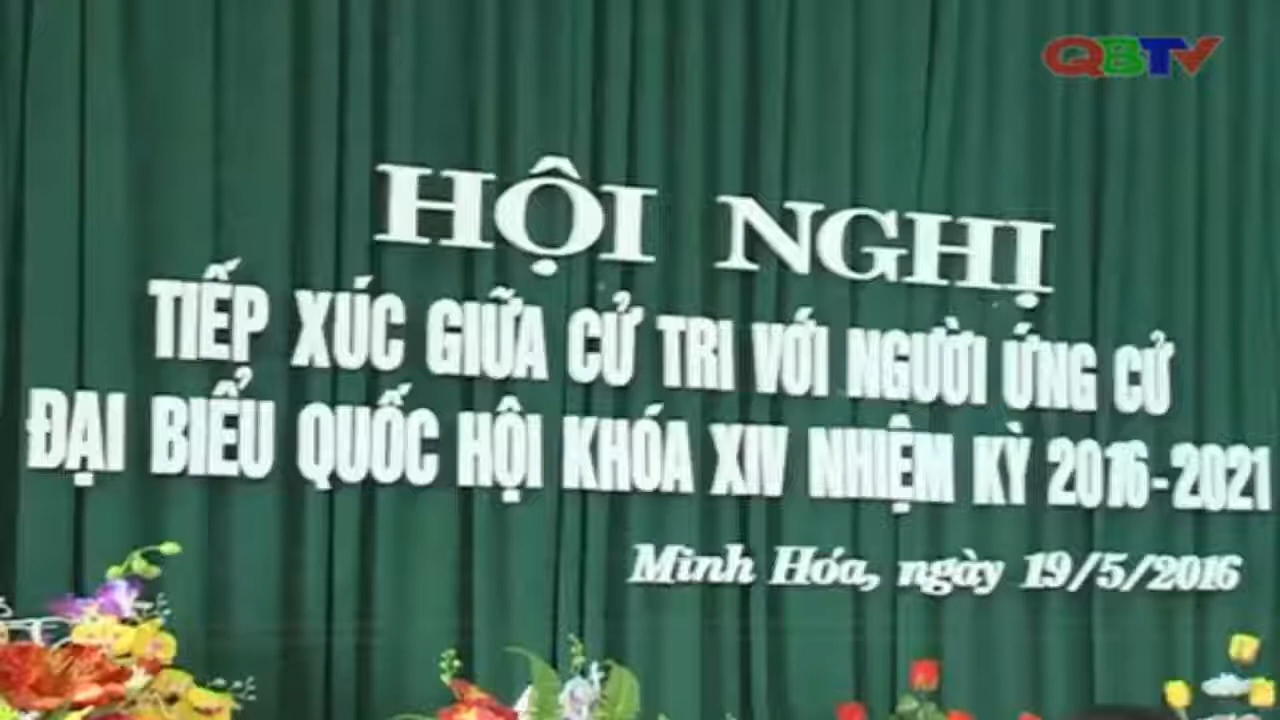 QBTV
HỘI NGHỊ
TIẾP XÚC GIỮA CỬ TRI VỚI NGƯỜI ỨNG CỬ
ĐẠI BIỂU QUỐC HỘI KHÓA XIV NHIỆM KỲ 2016-2021
Minh Hóa, ngày 19/5/2016